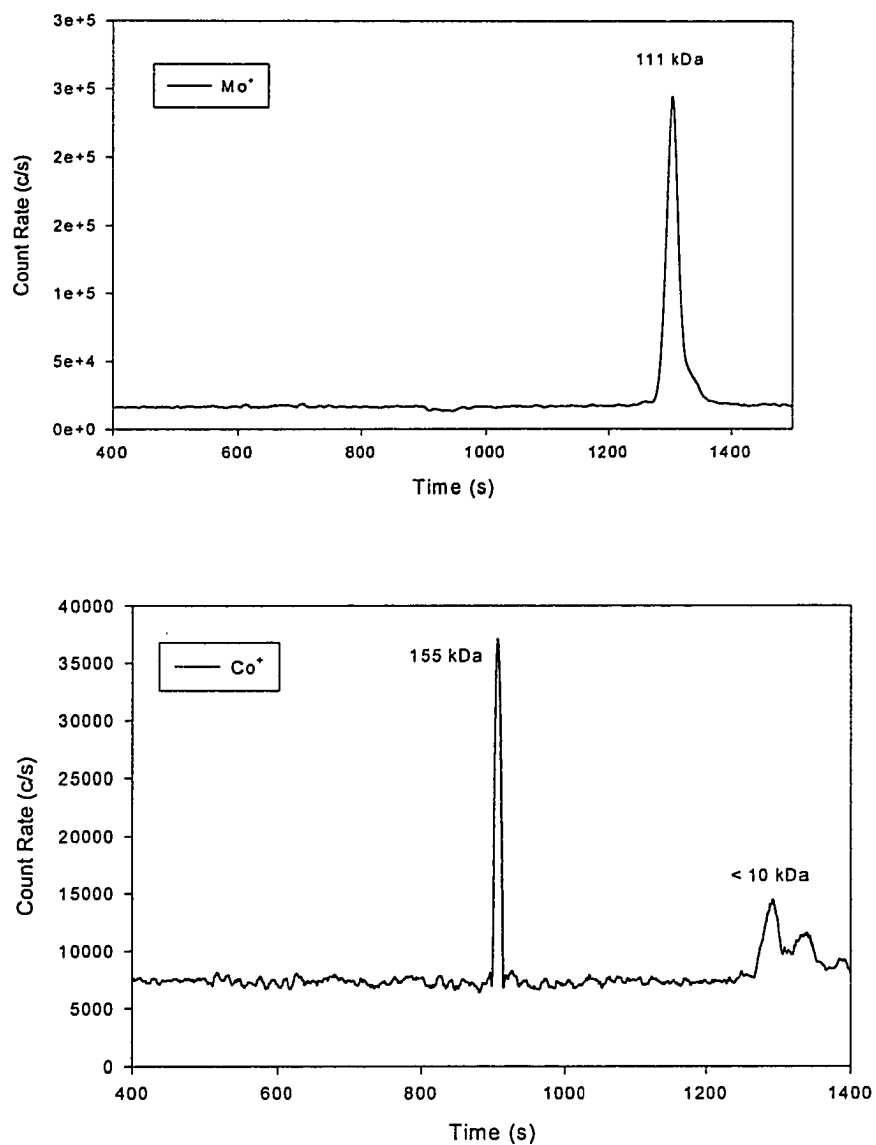 3e+5
111 kDa
Mo⁺
3e+5
2e+5
2e+5
1e+5
5e+4
0e+0
Count Rate (c/s)
400 600 800 1000 1200 1400
Time (s)
40000
Co⁺
155 kDa
35000
30000
25000
20000
15000
< 10 kDa
10000
5000
0
Count Rate (c/s)
400 600 800 1000 1200 1400
Time (s)